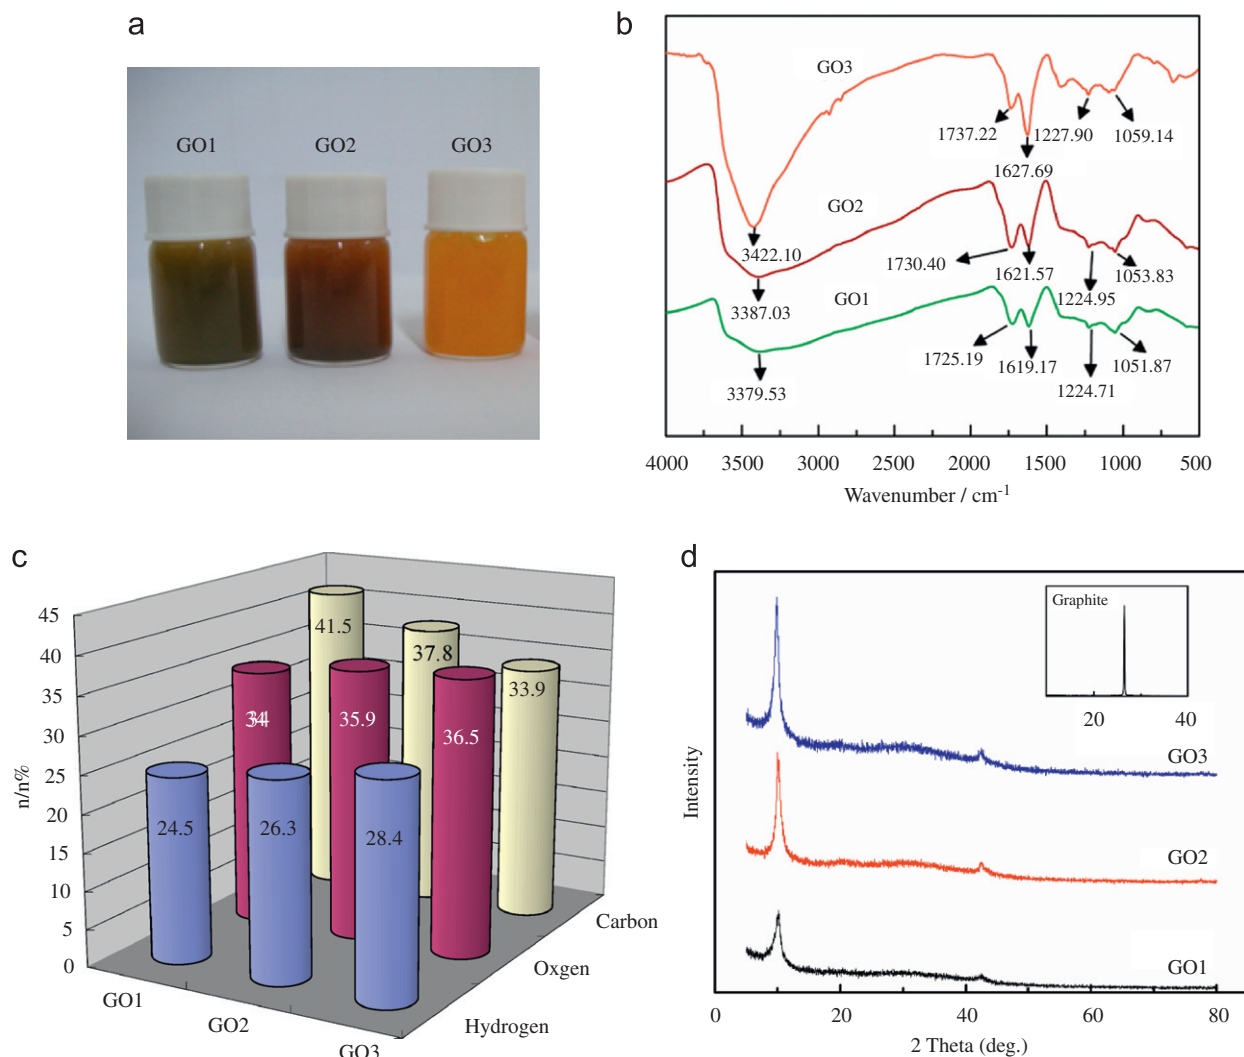 a
GO1
GO2
GO3
b
GO3
1737.22
1227.90
1059.14
1627.69
GO2
3422.10
1730.40
1621.57
1053.83
1224.95
3387.03
GO1
1725.19
1619.17
1051.87
1224.71
3379.53
4000 3500 3000 2500 2000 1500 1000 500
Wavenumber / cm-1
c
45
40
35
30
25
20
15
10
5
0
n/n%
41.5
37.8
33.9
34
35.9
36.5
24.5
26.3
28.4
Carbon
Oxgen
Hydrogen
GO1
GO2
GO3
d
Graphite
20 40
GO3
GO2
GO1
Intensity
0 20 40 60 80
2 Theta (deg.)